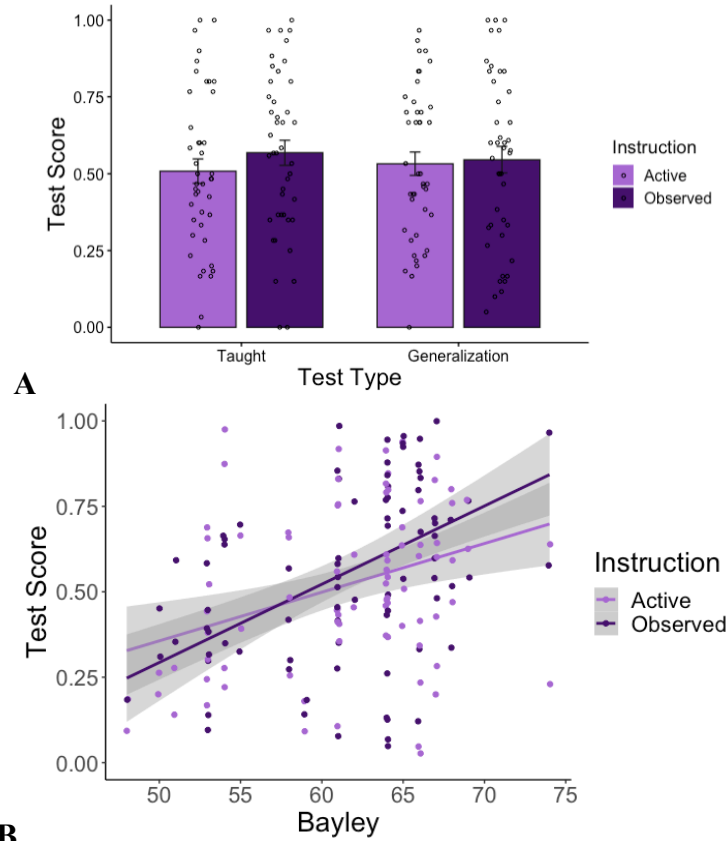 1.00
0.75
0.50
0.25
0.00
Test Score
Taught
Generalization
Test Type
Instruction
Active
Observed
A
1.00
0.75
0.50
0.25
0.00
Test Score
50
55
60
65
70
75
Bayley
Instruction
Active
Observed
B